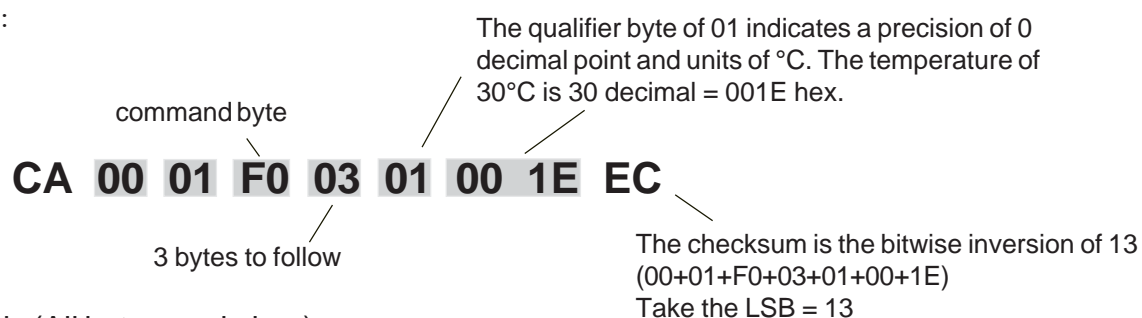 :
The qualifier byte of 01 indicates a precision of 0
decimal point and units of °C. The temperature of
30°C is 30 decimal = 001E hex.
command byte
CA 00 01 F0 03 01 00 1E EC
3 bytes to follow
The checksum is the bitwise inversion of 13
(00+01+F0+03+01+00+1E)
Take the LSB = 13